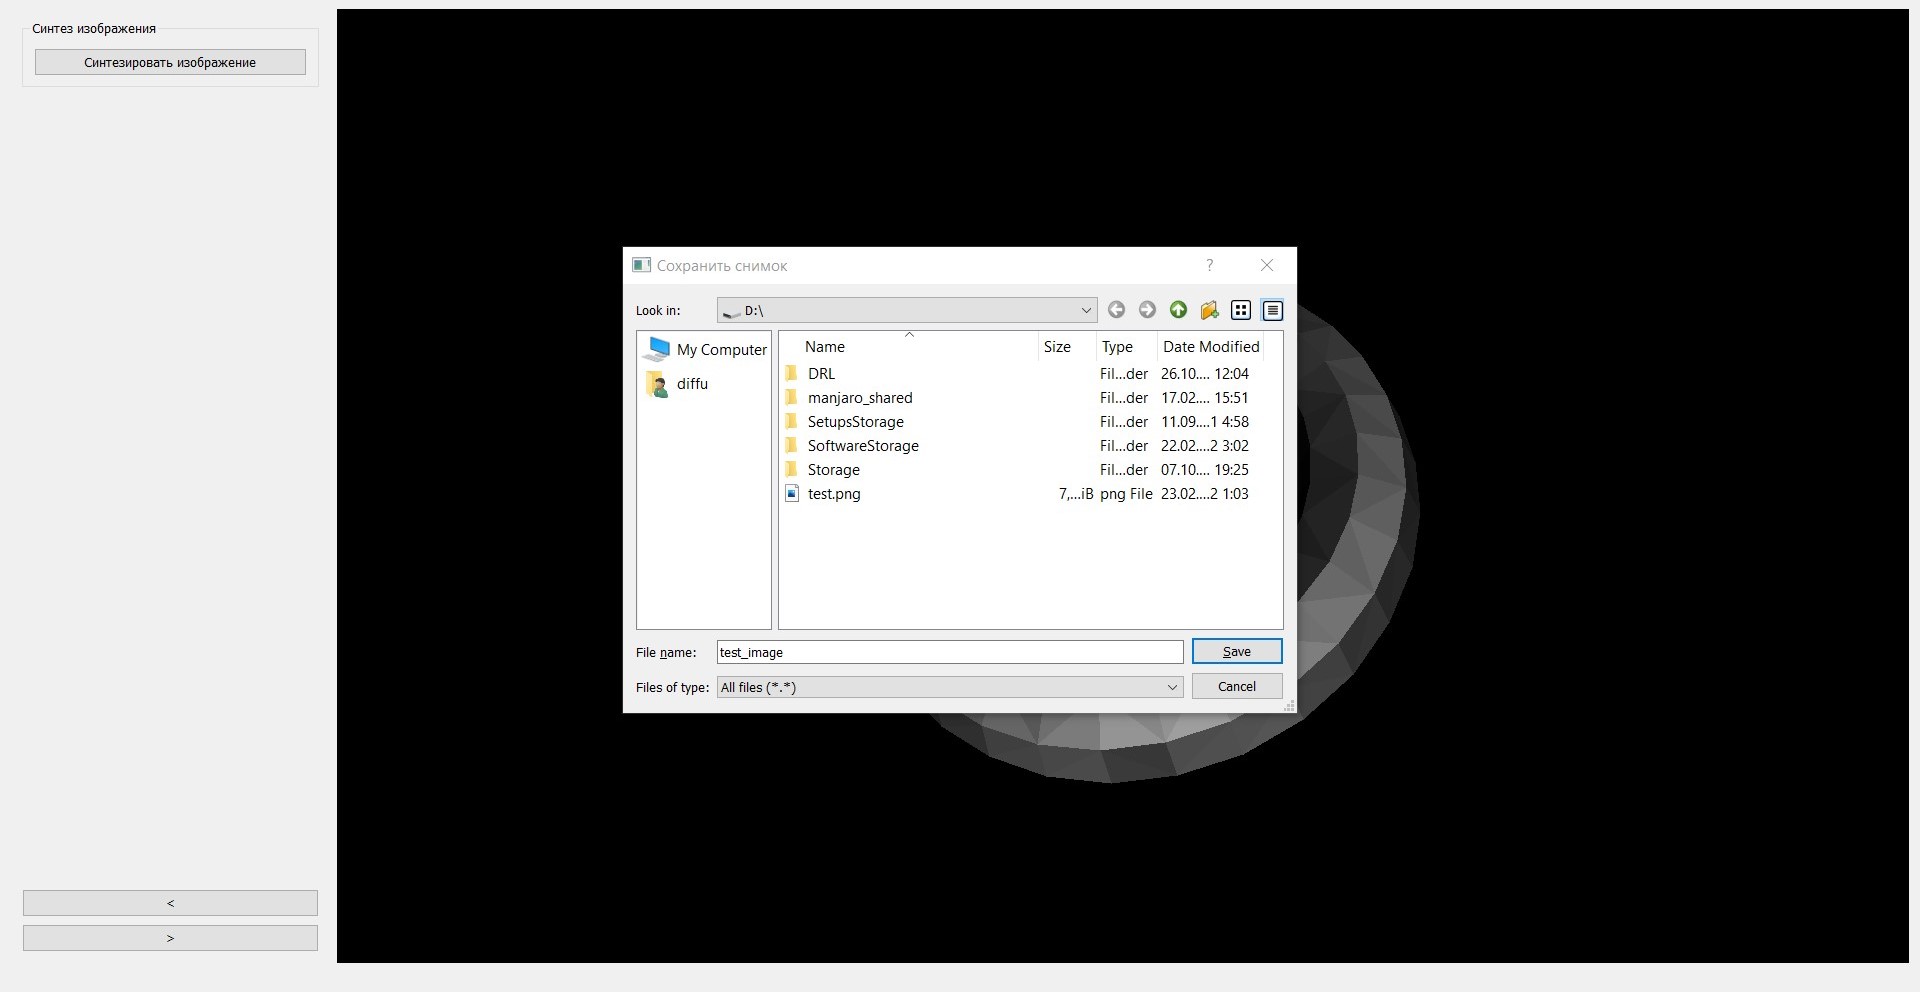 Синтез изображения
Синтезировать изображение
Сохранить снимок
?
Look in: D:\
My Computer
diffu
Name Size Type Date Modified
DRL Fil...der 26.10.... 12:04
manjaro_shared Fil...der 17.02.... 15:51
SetupsStorage Fil...der 11.09....1 4:58
SoftwareStorage Fil...der 22.02....2 3:02
Storage Fil...der 07.10.... 19:25
test.png 7,...iB png File 23.02....2 1:03
File name: test_image Save
Files of type: All files (*.*) Cancel
<
>